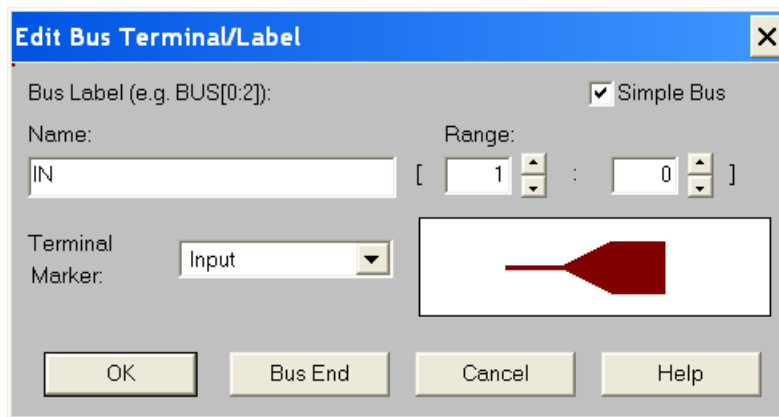 Edit Bus Terminal/Label
Bus Label (e.g. BUS[0:2]): Simple Bus
Name: Range:
IN [ 1 : 0 ]
Terminal
Marker: Input
OK Bus End Cancel Help